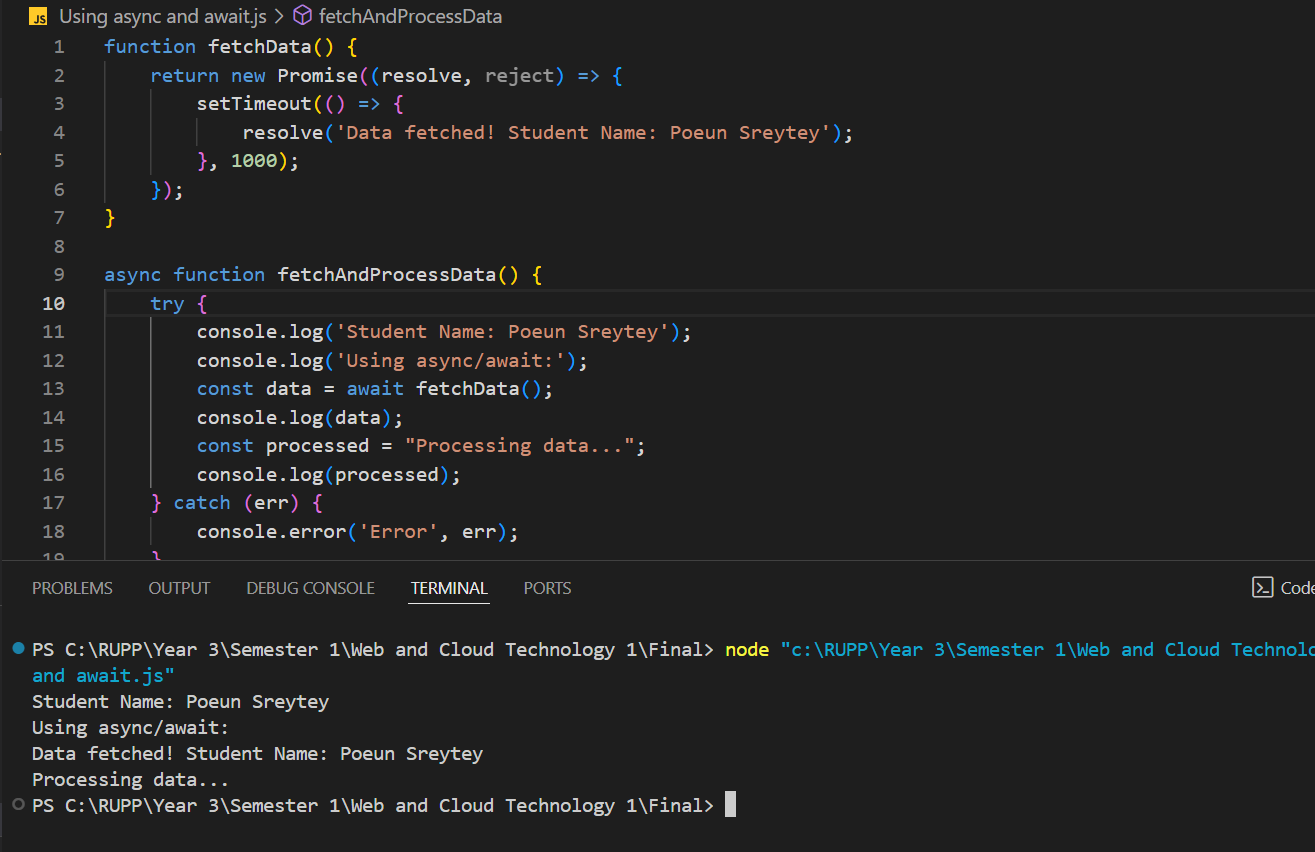 JS Using async and await.js > fetchAndProcessData
1 function fetchData() {
2     return new Promise((resolve, reject) => {
3         setTimeout(() => {
4             resolve('Data fetched! Student Name: Poeun Sreytey');
5         }, 1000);
6     });
7 }
8
9 async function fetchAndProcessData() {
10     try {
11         console.log('Student Name: Poeun Sreytey');
12         console.log('Using async/await:');
13         const data = await fetchData();
14         console.log(data);
15         const processed = "Processing data...";
16         console.log(processed);
17     } catch (err) {
18         console.error('Error', err);
19     }
PROBLEMS OUTPUT DEBUG CONSOLE TERMINAL PORTS Code
PS C:\RUPP\Year 3\Semester 1\Web and Cloud Technology 1\Final> node "c:\RUPP\Year 3\Semester 1\Web and Cloud Technolo
and await.js"
Student Name: Poeun Sreytey
Using async/await:
Data fetched! Student Name: Poeun Sreytey
Processing data...
PS C:\RUPP\Year 3\Semester 1\Web and Cloud Technology 1\Final>